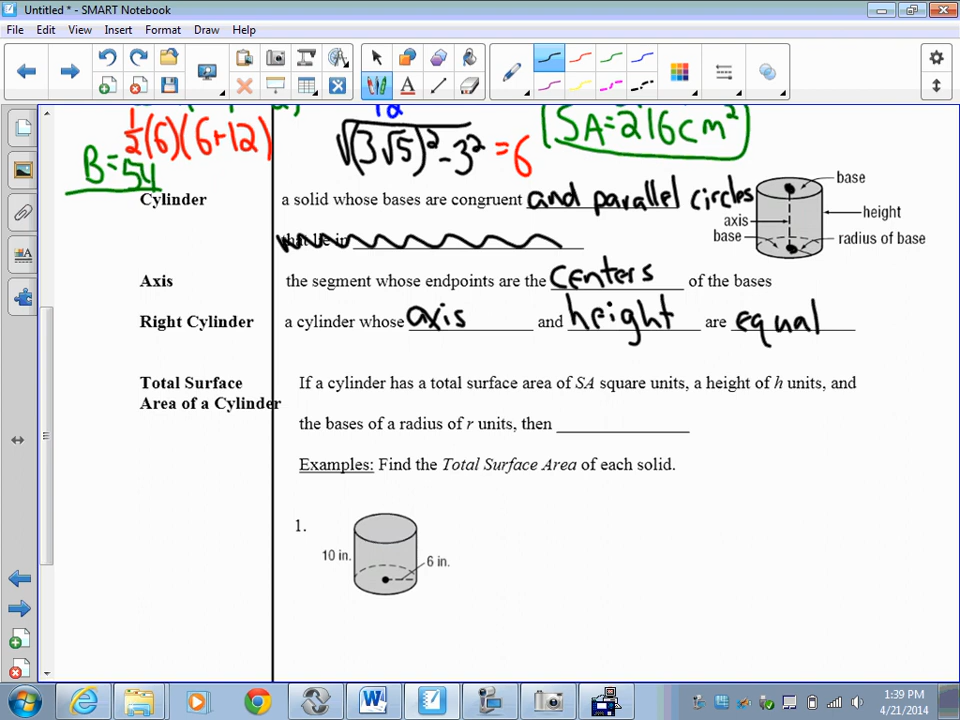 Untitled * - SMART Notebook
File Edit View Insert Format Draw Help
½(6)(6+12)
√(3√5)² - 3² = 6
SA = 216 cm²
B = 54
Cylinder a solid whose bases are congruent and parallel circles
that lie in
base
axis
height
base
radius of base
Axis the segment whose endpoints are the centers of the bases
Right Cylinder a cylinder whose axis and height are equal
Total Surface If a cylinder has a total surface area of SA square units, a height of h units, and
Area of a Cylinder
the bases of a radius of r units, then
Examples: Find the Total Surface Area of each solid.
1.
10 in.
6 in.
1:39 PM
4/21/2014